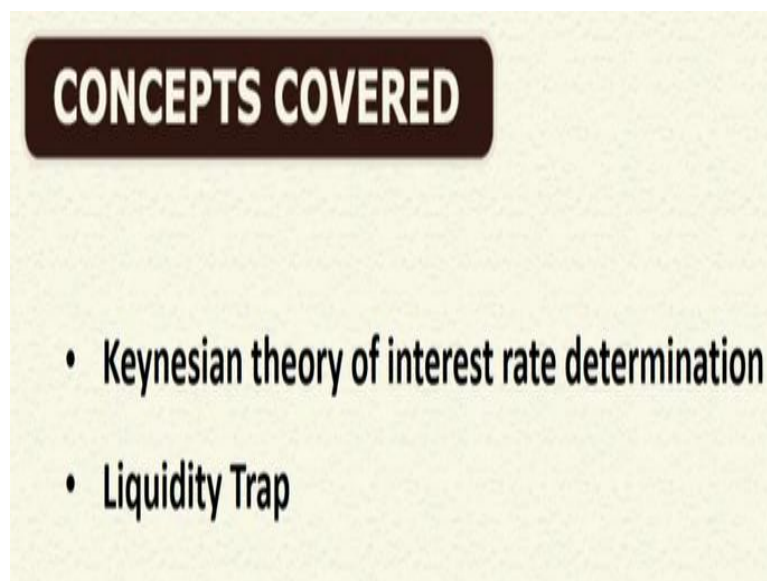 CONCEPTS COVERED
• Keynesian theory of interest rate determination
• Liquidity Trap